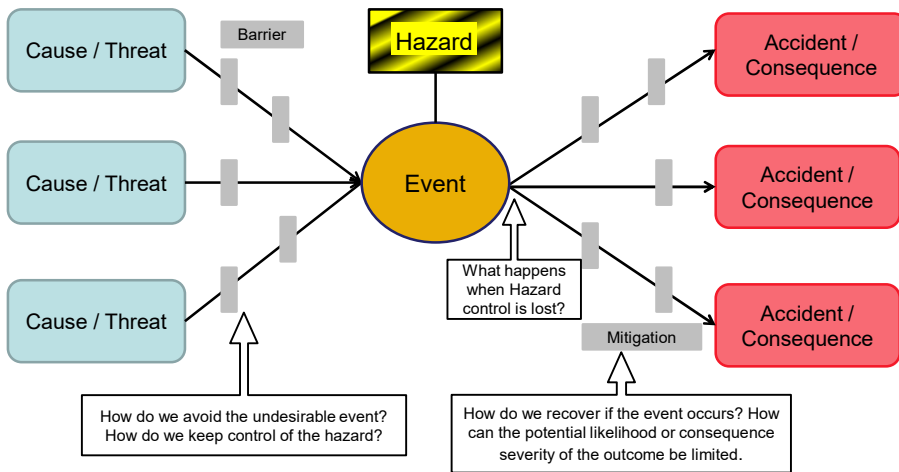 Cause / Threat
Barrier
Hazard
Accident /
Consequence
Cause / Threat
Event
Accident /
Consequence
What happens
when Hazard
control is lost?
Cause / Threat
Accident /
Consequence
Mitigation
How do we avoid the undesirable event?
How do we keep control of the hazard?
How do we recover if the event occurs? How
can the potential likelihood or consequence
severity of the outcome be limited.